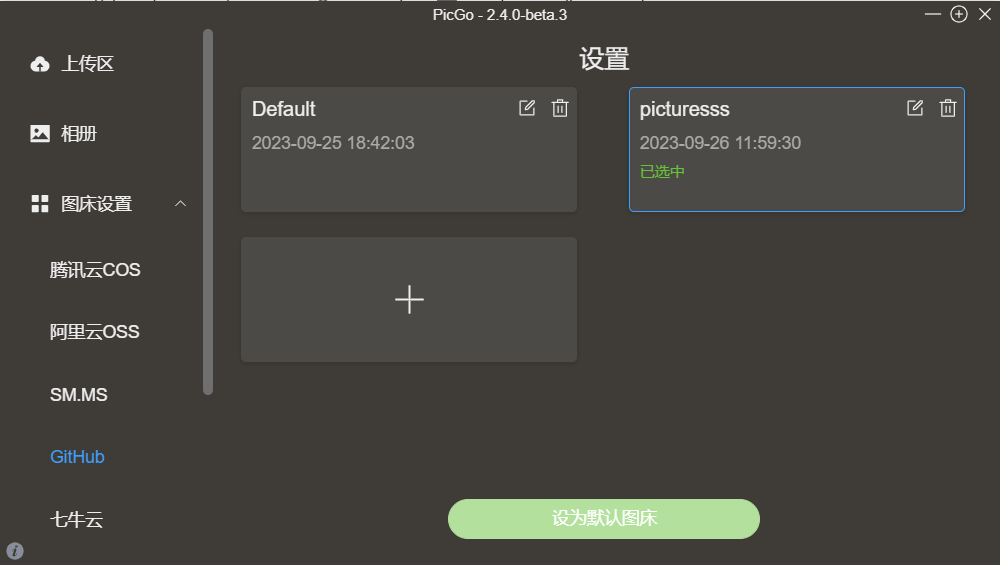 PicGo - 2.4.0-beta.3
上传区
相册
图床设置
腾讯云COS
阿里云OSS
SM.MS
GitHub
七牛云
设置
Default
2023-09-25 18:42:03
picturesss
2023-09-26 11:59:30
已选中
设为默认图床